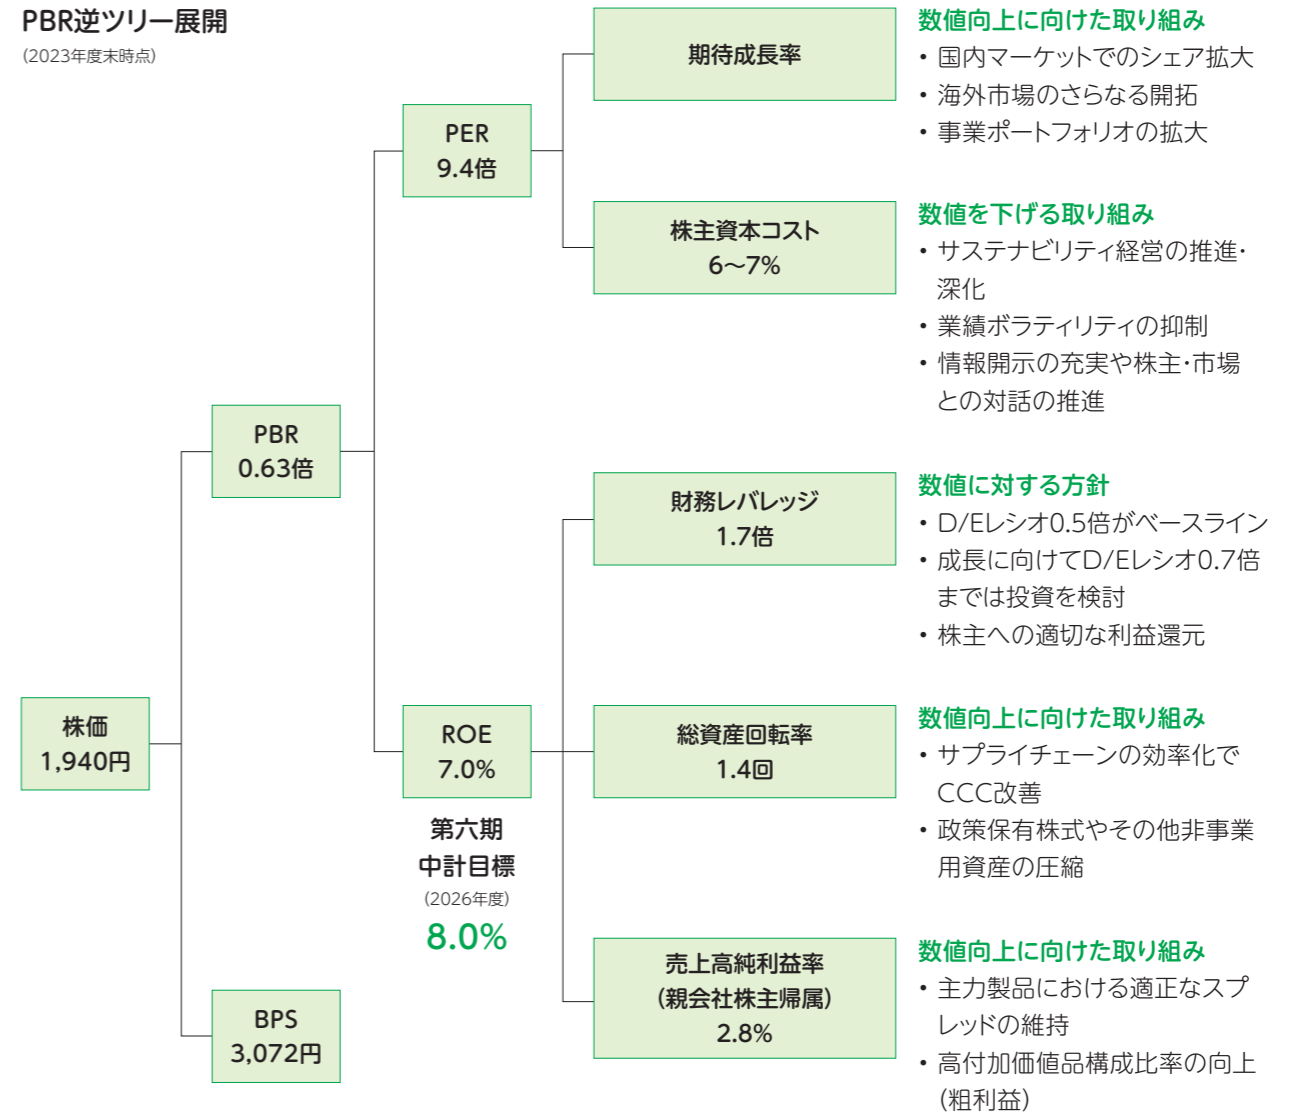 PBR逆ツリー展開
(2023年度末時点)
株価
1,940円
PBR
0.63倍
BPS
3,072円
PER
9.4倍
ROE
7.0%
第六期
中計目標
(2026年度)
8.0%
期待成長率
数値向上に向けた取り組み
• 国内マーケットでのシェア拡大
• 海外市場のさらなる開拓
• 事業ポートフォリオの拡大
株主資本コスト
6〜7%
数値を下げる取り組み
• サステナビリティ経営の推進・
深化
• 業績ボラティリティの抑制
• 情報開示の充実や株主・市場
との対話の推進
財務レバレッジ
1.7倍
数値に対する方針
• D/Eレシオ0.5倍がベースライン
• 成長に向けてD/Eレシオ0.7倍
までは投資を検討
• 株主への適切な利益還元
総資産回転率
1.4回
数値向上に向けた取り組み
• サプライチェーンの効率化で
CCC改善
• 政策保有株式やその他非事業
用資産の圧縮
売上高純利益率
(親会社株主帰属)
2.8%
数値向上に向けた取り組み
• 主力製品における適正なスプ
レッドの維持
• 高付加価値品構成比率の向上
(粗利益)